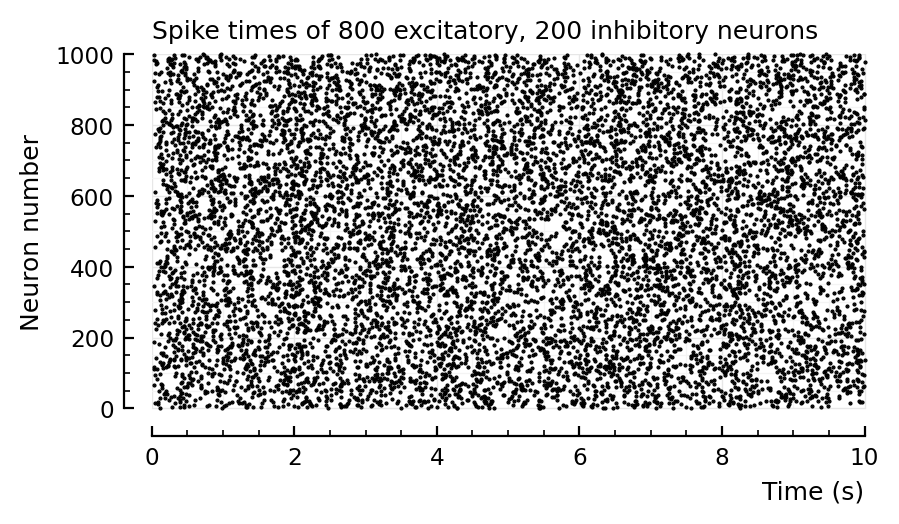 Spike times of 800 excitatory, 200 inhibitory neurons
1000
800
600
400
200
0
Neuron number
0 2 4 6 8 10
Time (s)